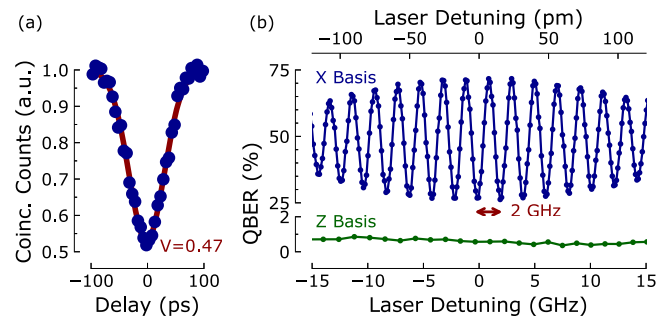 (a)
Coinc. Counts (a.u.)
1.0
0.9
0.8
0.7
0.6
0.5
V=0.47
−100 0 100
Delay (ps)
(b)
Laser Detuning (pm)
−100 −50 0 50 100
QBER (%)
75
50
25
X Basis
2 GHz
2
0
Z Basis
−15 −10 −5 0 5 10 15
Laser Detuning (GHz)